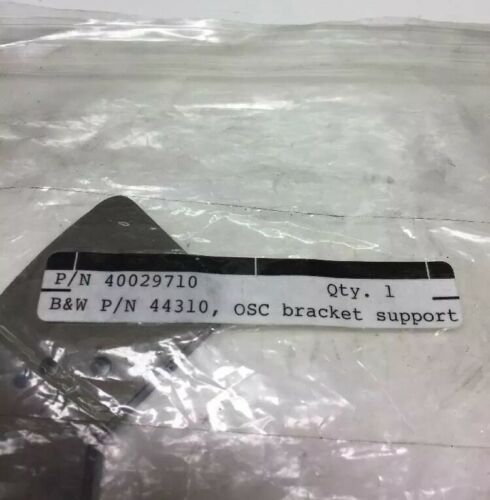 P/N 40029710 Qty. 1
B&W P/N 44310, OSC bracket support